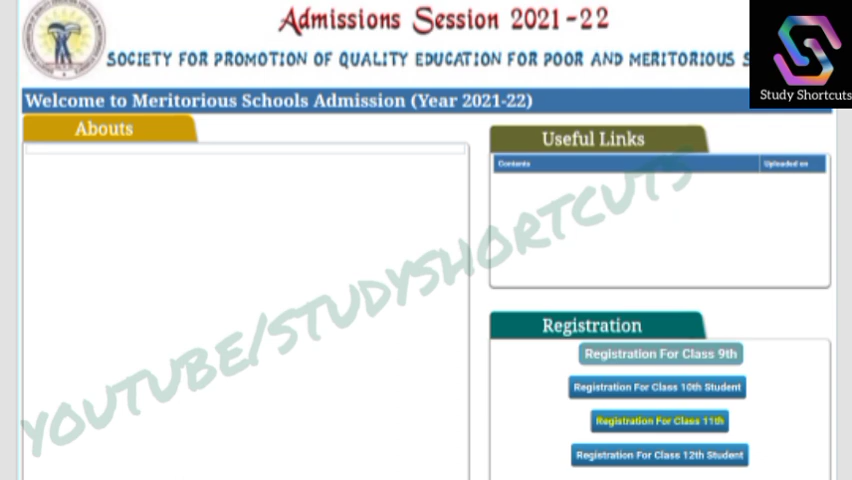 Admissions Session 2021-22
SOCIETY FOR PROMOTION OF QUALITY EDUCATION FOR POOR AND MERITORIOUS S
Study Shortcuts
Welcome to Meritorious Schools Admission (Year 2021-22)
Abouts
Useful Links
Contents
Uploaded on
YOUTUBE/STUDYSHORTCUTS
Registration
Registration For Class 9th
Registration For Class 10th Student
Registration For Class 11th
Registration For Class 12th Student